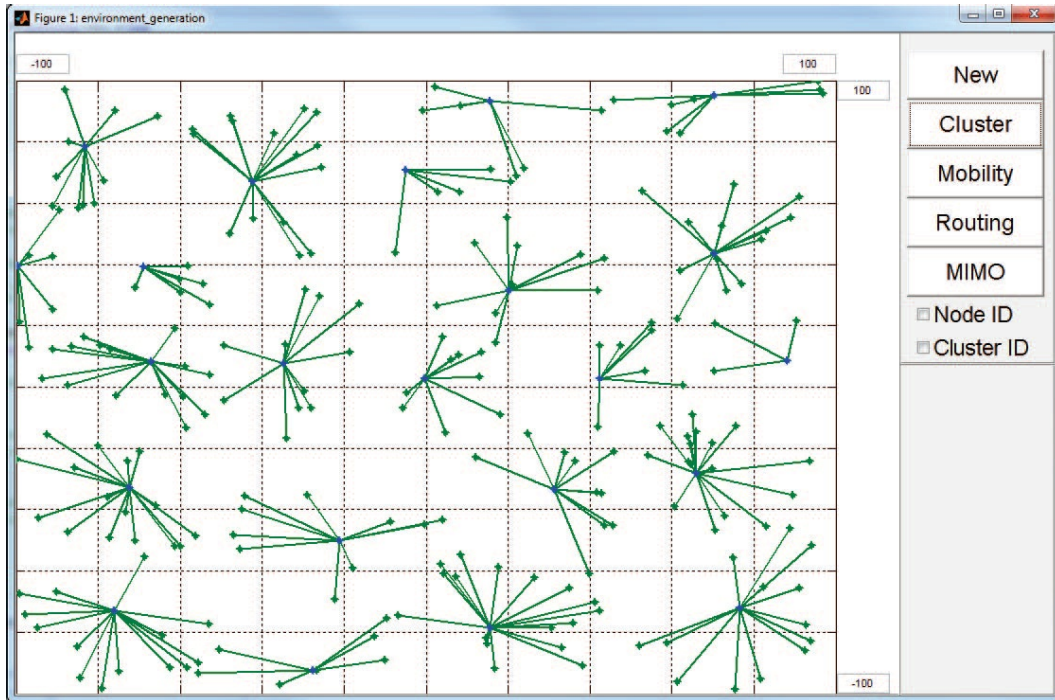 Figure 1: environment_generation
-100
100
100
New
Cluster
Mobility
Routing
MIMO
Node ID
Cluster ID
-100